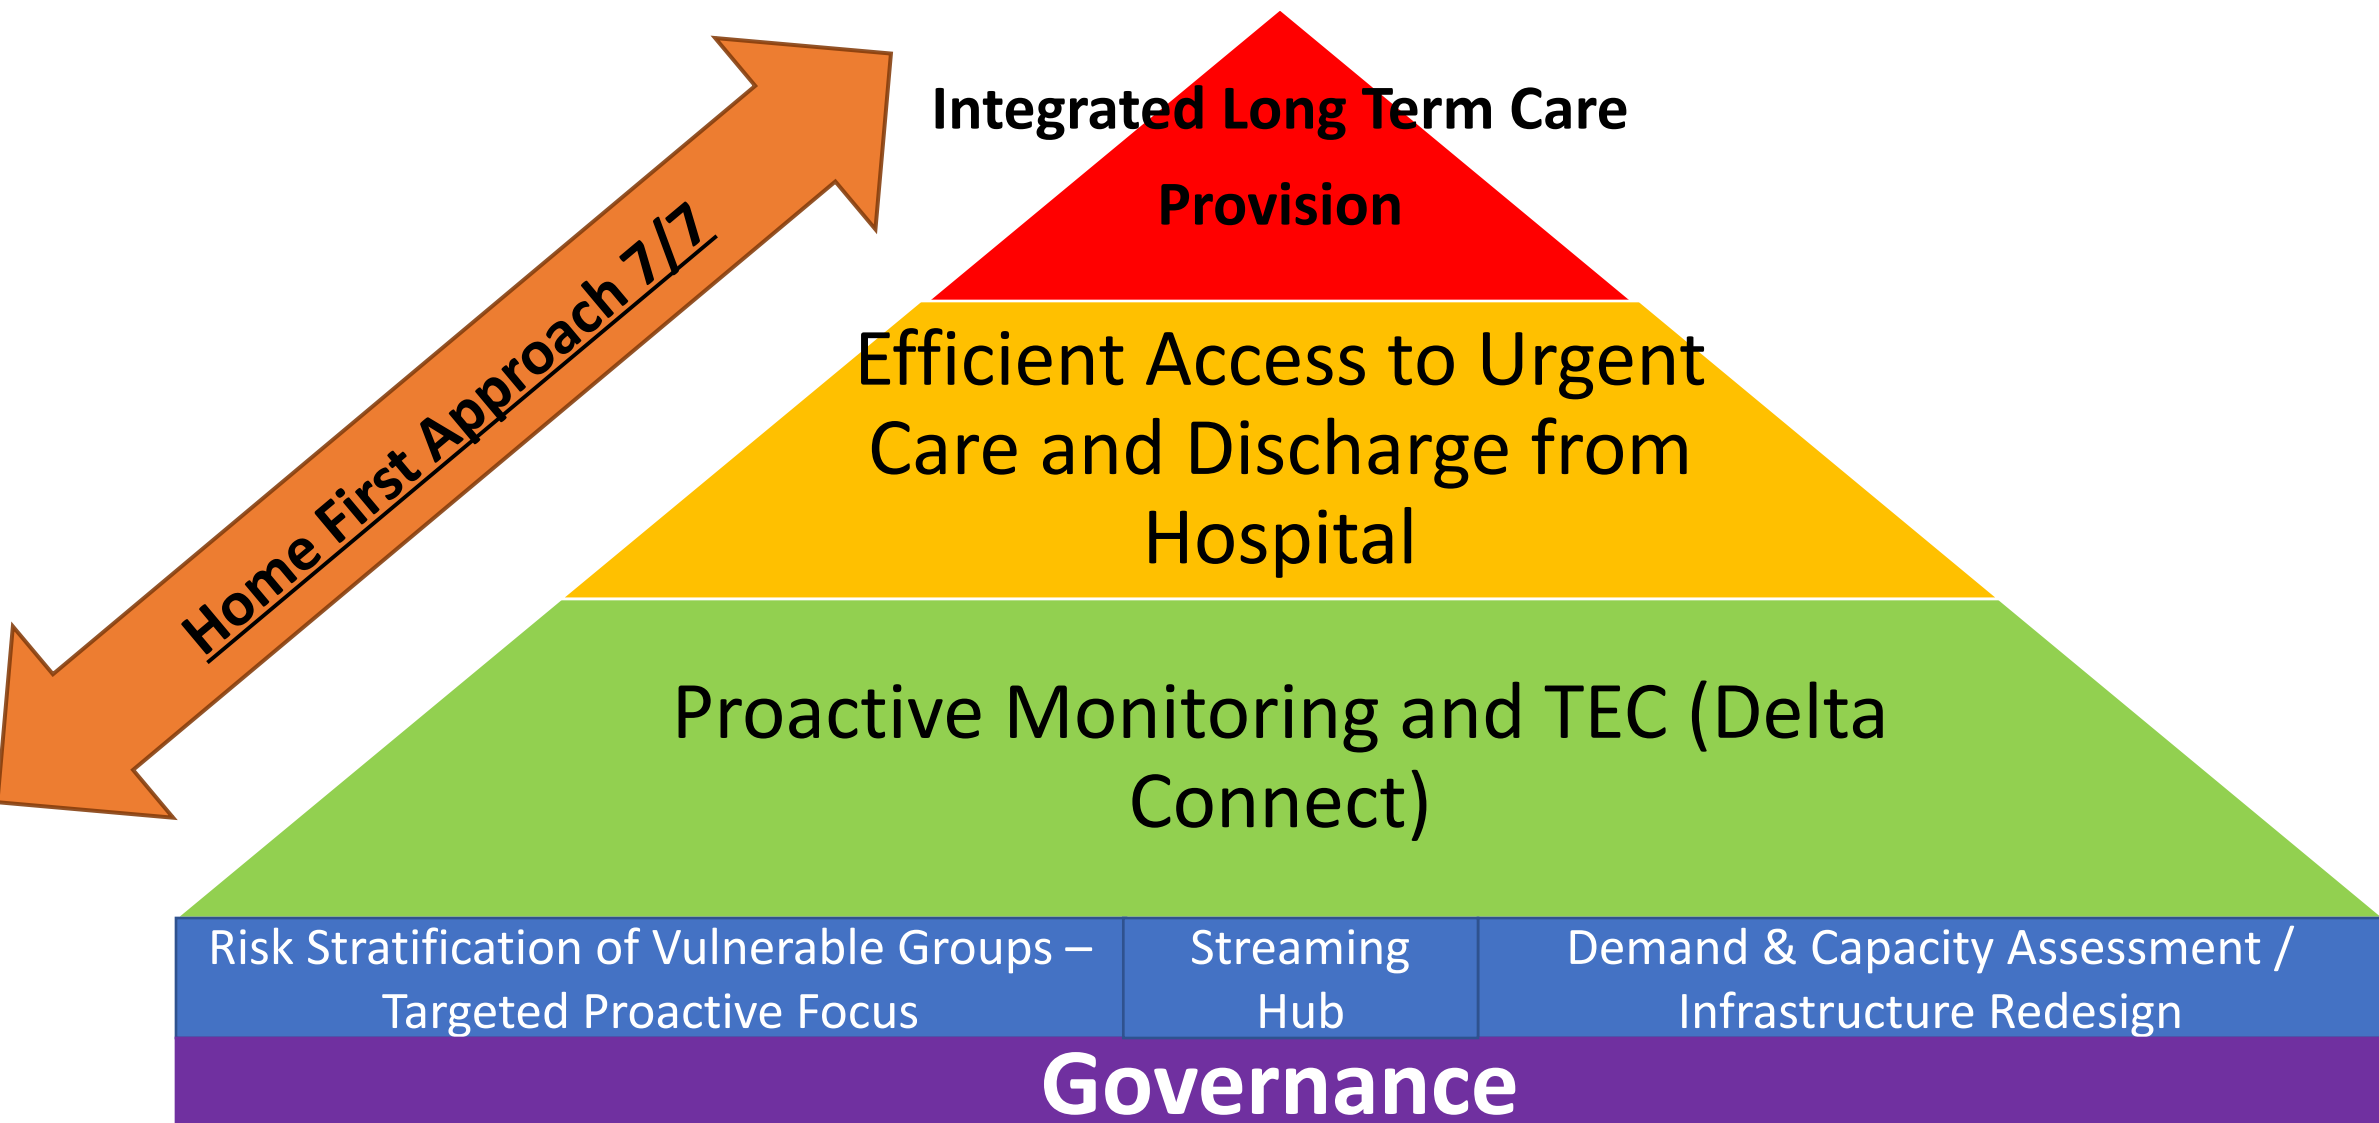 Integrated Long Term Care
Provision
Home First Approach 7/7
Efficient Access to Urgent
Care and Discharge from
Hospital
Proactive Monitoring and TEC (Delta
Connect)
Risk Stratification of Vulnerable Groups –
Targeted Proactive Focus
Streaming
Hub
Demand & Capacity Assessment /
Infrastructure Redesign
Governance